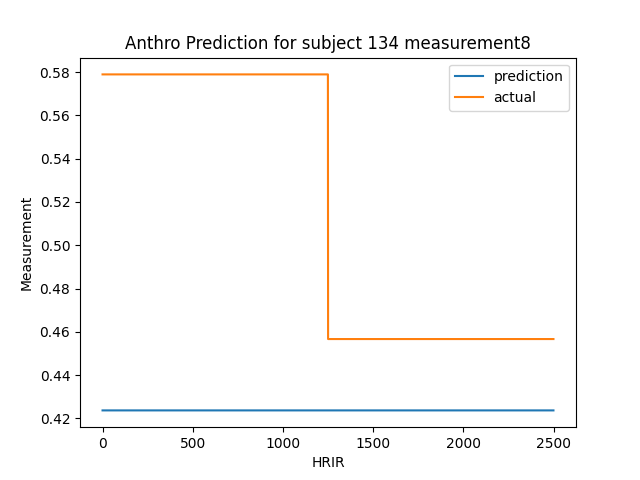 Anthro Prediction for subject 134 measurement8
prediction
actual
Measurement
0.58
0.56
0.54
0.52
0.50
0.48
0.46
0.44
0.42
0 500 1000 1500 2000 2500
HRIR